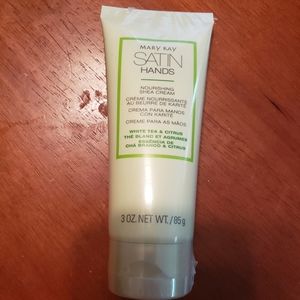 MARY KAY
SATIN
HANDS
NOURISHING
SHEA CREAM
CRÈME NOURRISSANTE
AU BEURRE DE KARITÉ
CREMA PARA MANOS
CON KARITÉ
CREME PARA AS MÃOS
WHITE TEA & CITRUS
THÉ BLANC ET AGRUMES
ESSÊNCIA DE
CHÁ BRANCO & CITRUS
3 OZ. NET WT. / 85 g